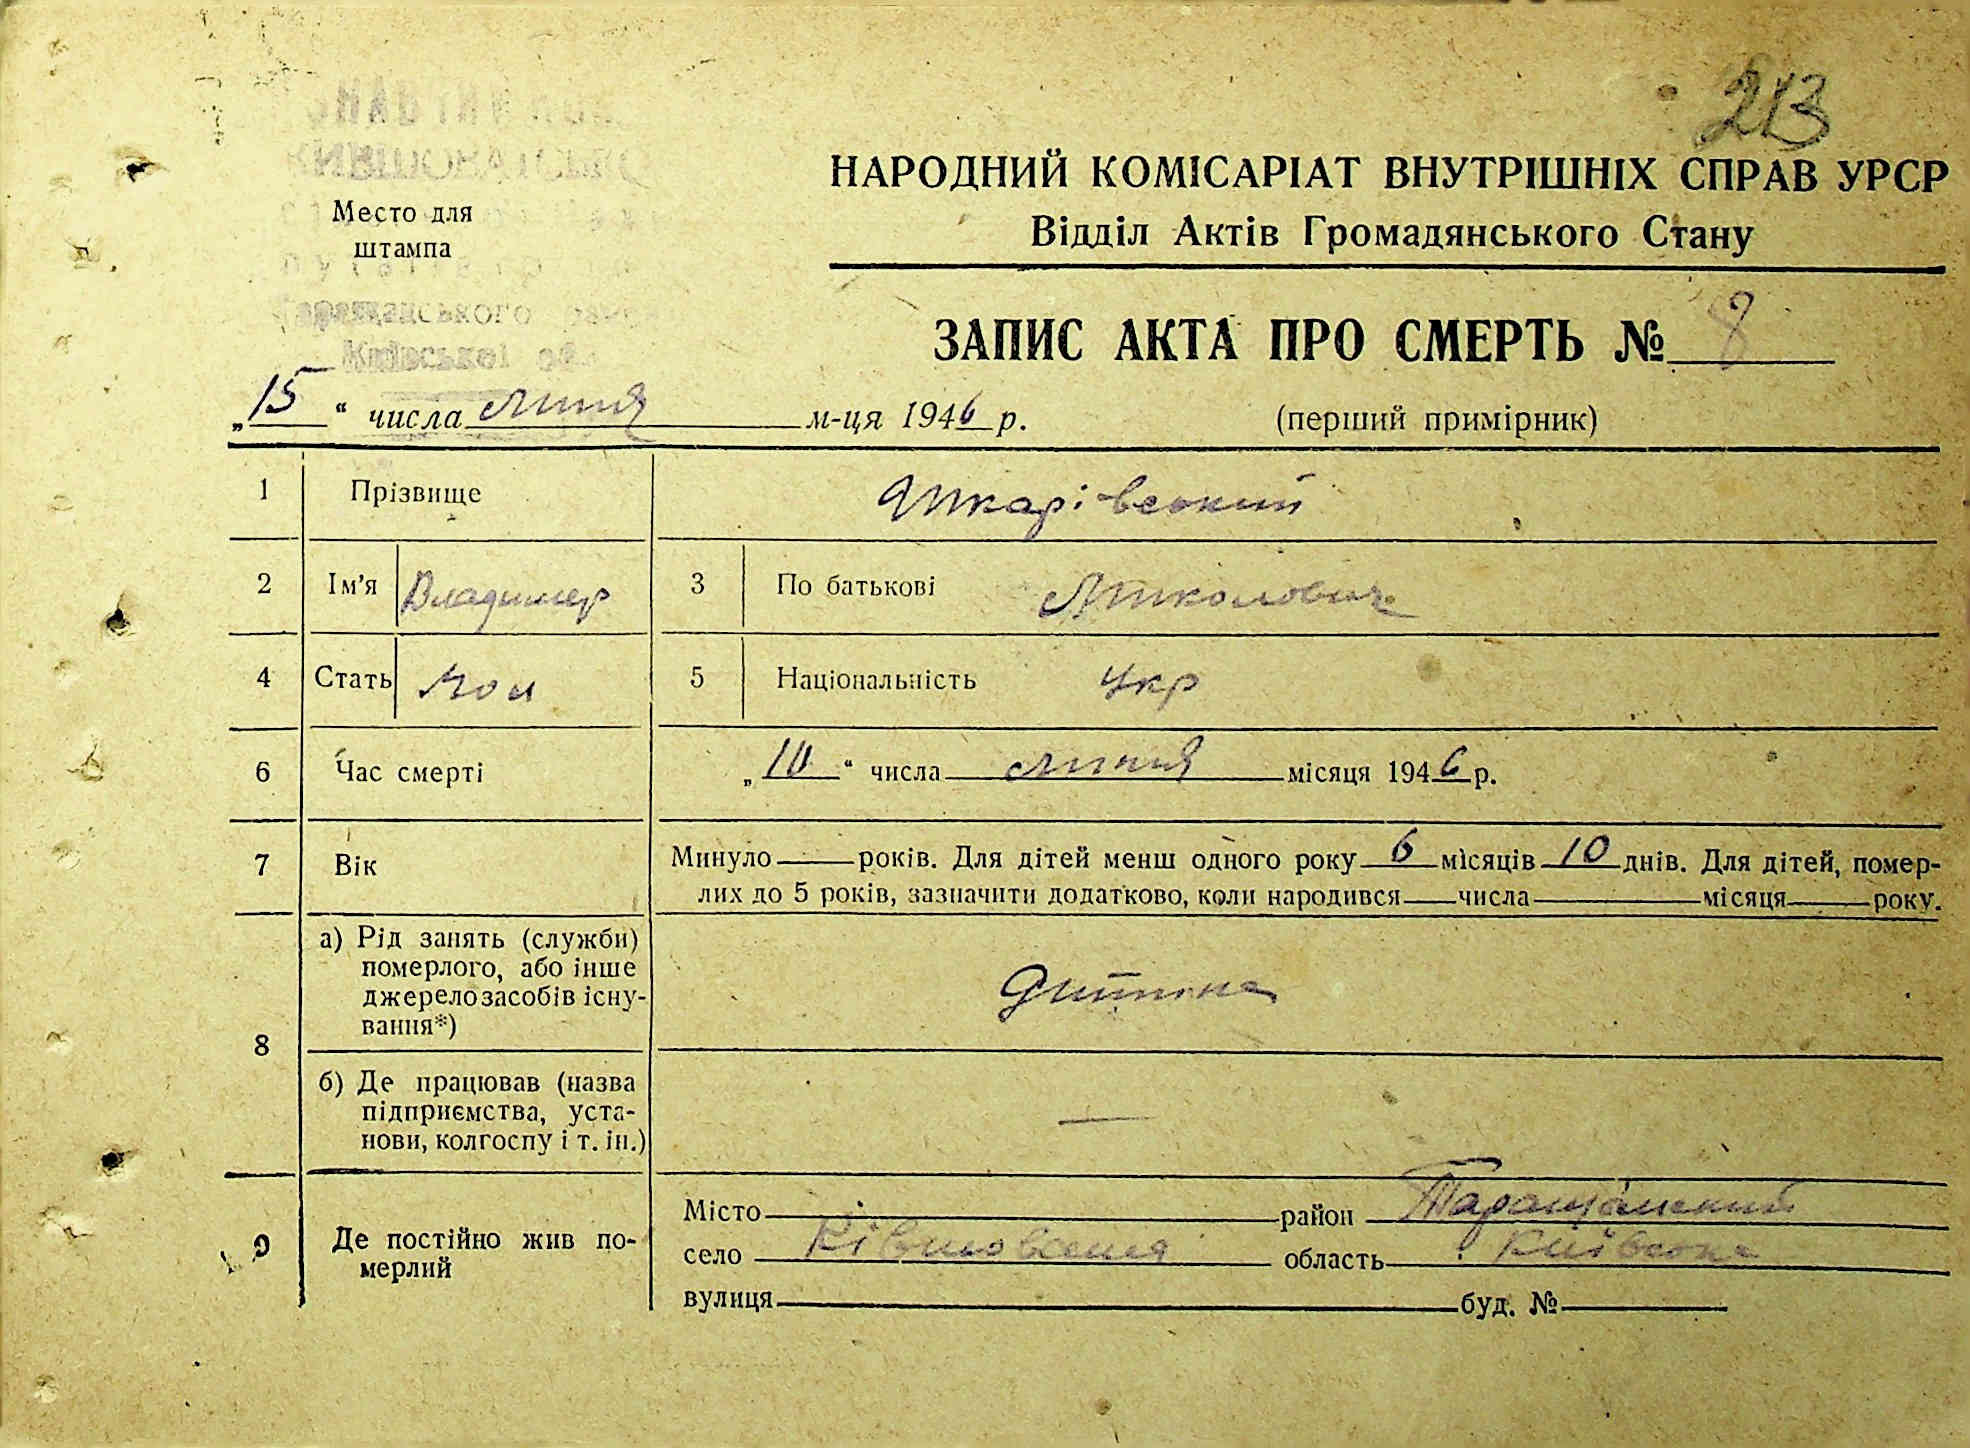 213
НАРОДНИЙ КОМІСАРІАТ ВНУТРІШНІХ СПРАВ УРСР
Место для
штампа
Відділ Актів Громадянського Стану
ЗАПИС АКТА ПРО СМЕРТЬ № 8
„15“ числа липня м-ця 1946 р.
(перший примірник)
1 Прізвище Шкарівський
2 Ім'я Владимер 3 По батькові Миколович
4 Стать чол 5 Національність Укр
6 Час смерті „10“ числа липня місяця 1946 р.
7 Вік Минуло — років. Для дітей менш одного року 6 місяців 10 днів. Для дітей, помер-
лих до 5 років, зазначити додатково, коли народився — числа — місяця — року.
8 а) Рід занять (служби)
померлого, або інше
джерело засобів існу-
вання*)
Дитина
б) Де працював (назва
підприємства, уста-
нови, колгоспу і т. ін.)
—
9 Де постійно жив по-
мерлий
Місто район Таращанський
село область Київська
вулиця буд. №